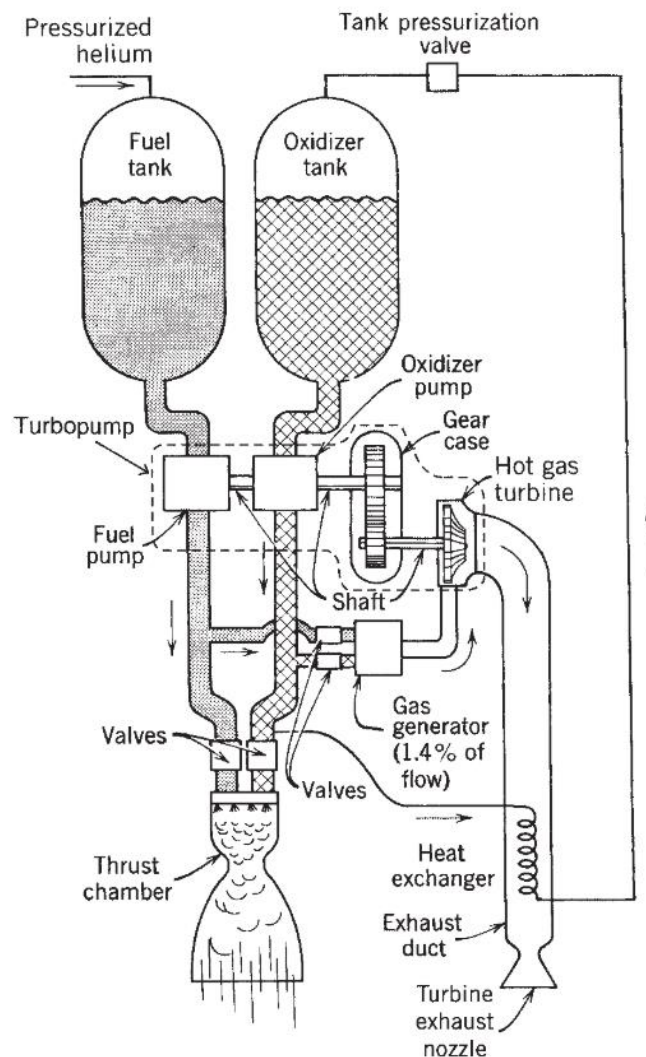 Pressurized
helium
Tank pressurization
valve
Fuel
tank
Oxidizer
tank
Oxidizer
pump
Turbopump
Gear
case
Hot gas
turbine
Fuel
pump
Shaft
Valves
Valves
Gas
generator
(1.4% of
flow)
Thrust
chamber
Heat
exchanger
Exhaust
duct
Turbine
exhaust
nozzle